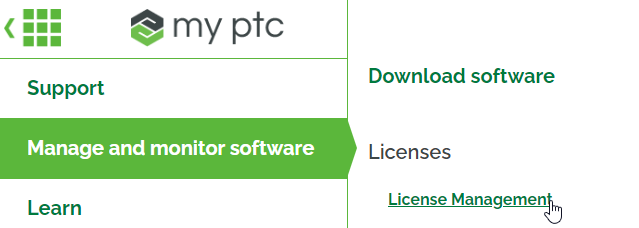 my ptc
Support
Manage and monitor software
Learn
Download software
Licenses
License Management